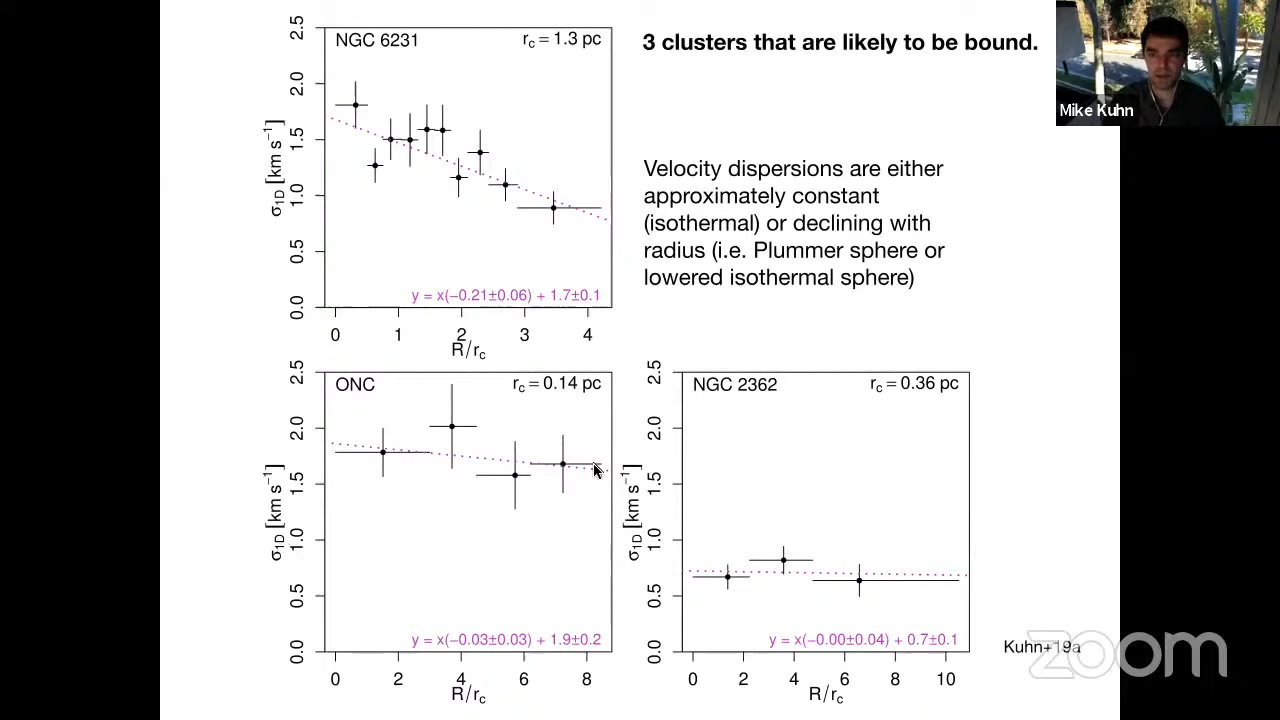 3 clusters that are likely to be bound.
Mike Kuhn
Velocity dispersions are either
approximately constant
(isothermal) or declining with
radius (i.e. Plummer sphere or
lowered isothermal sphere)
NGC 6231
r_c = 1.3 pc
2.5
2.0
1.5
1.0
0.5
0.0
σ_1D [km s⁻¹]
y = x(−0.21±0.06) + 1.7±0.1
0 1 2 3 4
R/r_c
ONC
r_c = 0.14 pc
2.5
2.0
1.5
1.0
0.5
0.0
σ_1D [km s⁻¹]
y = x(−0.03±0.03) + 1.9±0.2
0 2 4 6 8
R/r_c
NGC 2362
r_c = 0.36 pc
2.5
2.0
1.5
1.0
0.5
0.0
σ_1D [km s⁻¹]
y = x(−0.00±0.04) + 0.7±0.1
0 2 4 6 8 10
R/r_c
Kuhn+19a
zoom